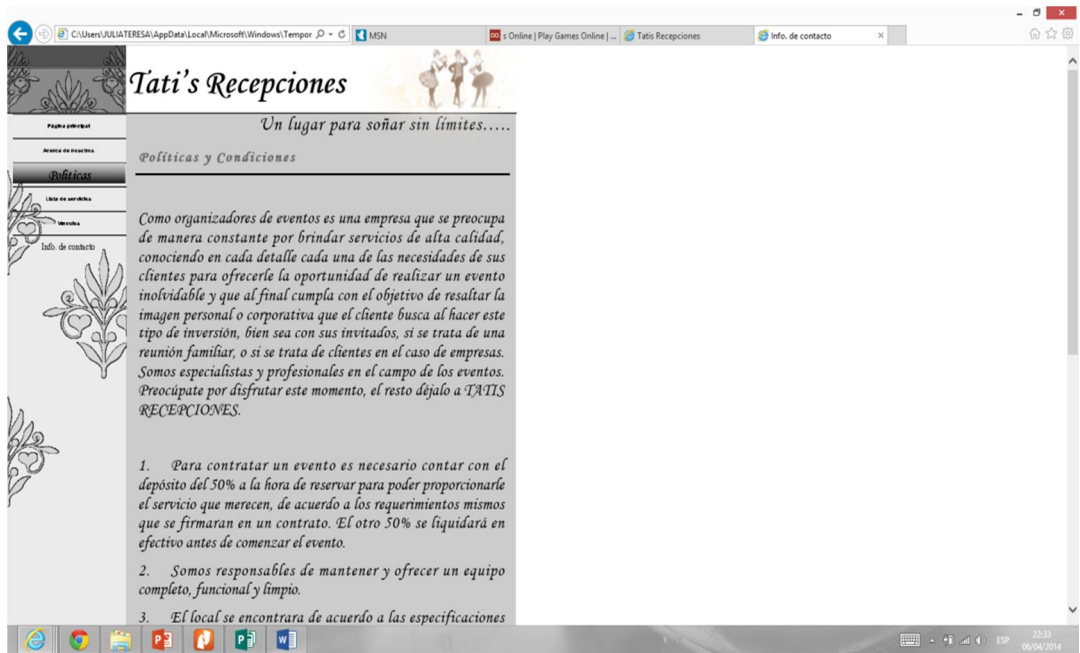 C:\Users\JULIATERESA\AppData\Local\Microsoft\Windows\Tempor
MSN
s Online | Play Games Online | ...
Tatis Recepciones
Info. de contacto
Tati's Recepciones
Un lugar para soñar sin límites.....
Página principal
Acerca de nosotros
Políticas
Lista de servicios
Vínculos
Info. de contacto
Políticas y Condiciones
Como organizadores de eventos es una empresa que se preocupa
de manera constante por brindar servicios de alta calidad,
conociendo en cada detalle cada una de las necesidades de sus
clientes para ofrecerle la oportunidad de realizar un evento
inolvidable y que al final cumpla con el objetivo de resaltar la
imagen personal o corporativa que el cliente busca al hacer este
tipo de inversión, bien sea con sus invitados, si se trata de una
reunión familiar, o si se trata de clientes en el caso de empresas.
Somos especialistas y profesionales en el campo de los eventos.
Preocúpate por disfrutar este momento, el resto déjalo a TATIS
RECEPCIONES.
1. Para contratar un evento es necesario contar con el
depósito del 50% a la hora de reservar para poder proporcionarle
el servicio que merecen, de acuerdo a los requerimientos mismos
que se firmaran en un contrato. El otro 50% se liquidará en
efectivo antes de comenzar el evento.
2. Somos responsables de mantener y ofrecer un equipo
completo, funcional y limpio.
3. El local se encontrara de acuerdo a las especificaciones
ESP
22:33
06/04/2014